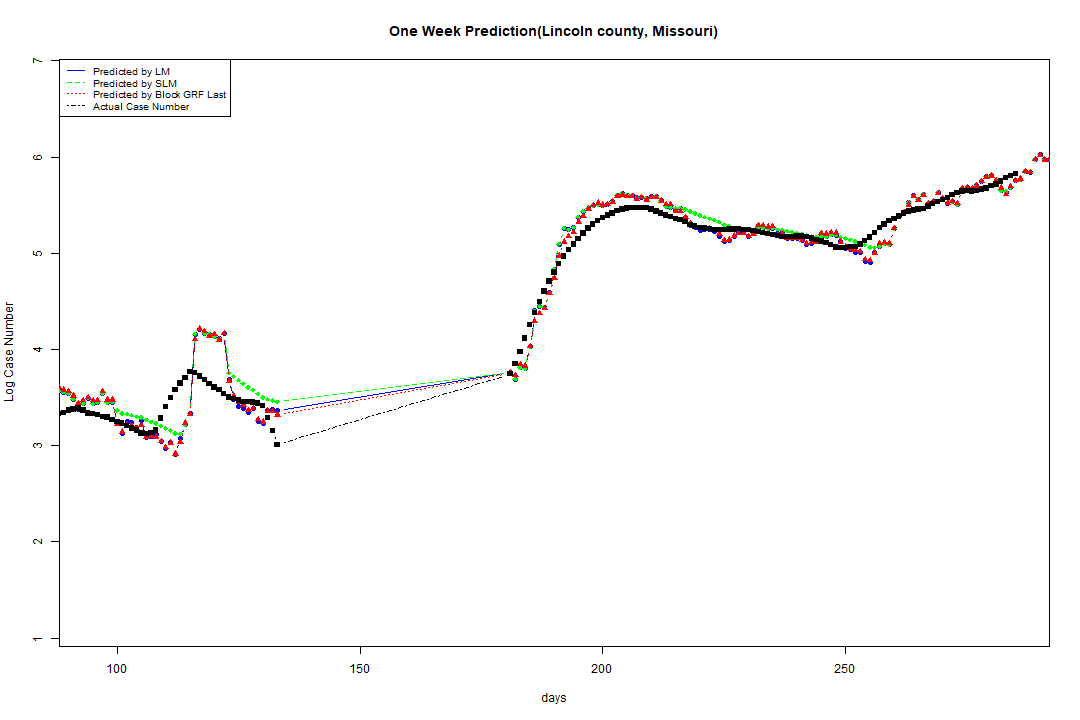 One Week Prediction(Lincoln county, Missouri)
Predicted by LM
Predicted by SLM
Predicted by Block GRF Last
Actual Case Number
7
6
5
4
3
2
1
Log Case Number
100 150 200 250
days